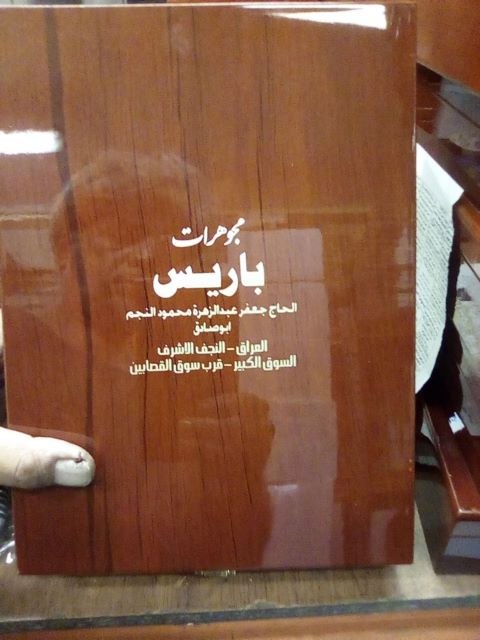 مجوهرات
باريس
الحاج جعفر عبدالزهرة محمود النجم
ابوصادق
العراق - النجف الاشرف
السوق الكبير - قرب سوق القصابين